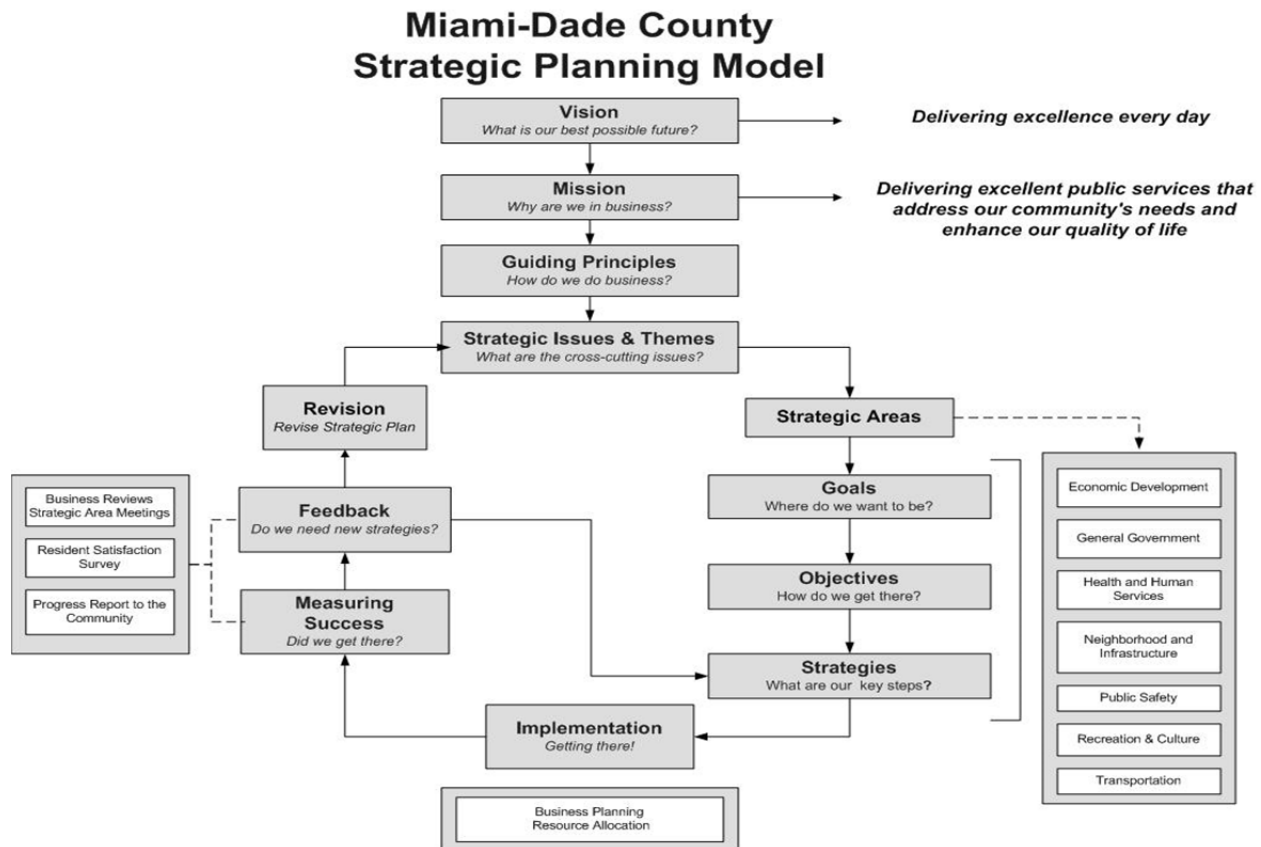 Miami-Dade County
Strategic Planning Model
Vision
What is our best possible future?
Delivering excellence every day
Mission
Why are we in business?
Delivering excellent public services that
address our community's needs and
enhance our quality of life
Guiding Principles
How do we do business?
Strategic Issues & Themes
What are the cross-cutting issues?
Revision
Revise Strategic Plan
Strategic Areas
Business Reviews
Strategic Area Meetings
Resident Satisfaction
Survey
Progress Report to the
Community
Feedback
Do we need new strategies?
Measuring
Success
Did we get there?
Goals
Where do we want to be?
Objectives
How do we get there?
Strategies
What are our key steps?
Economic Development
General Government
Health and Human
Services
Neighborhood and
Infrastructure
Public Safety
Recreation & Culture
Transportation
Implementation
Getting there!
Business Planning
Resource Allocation